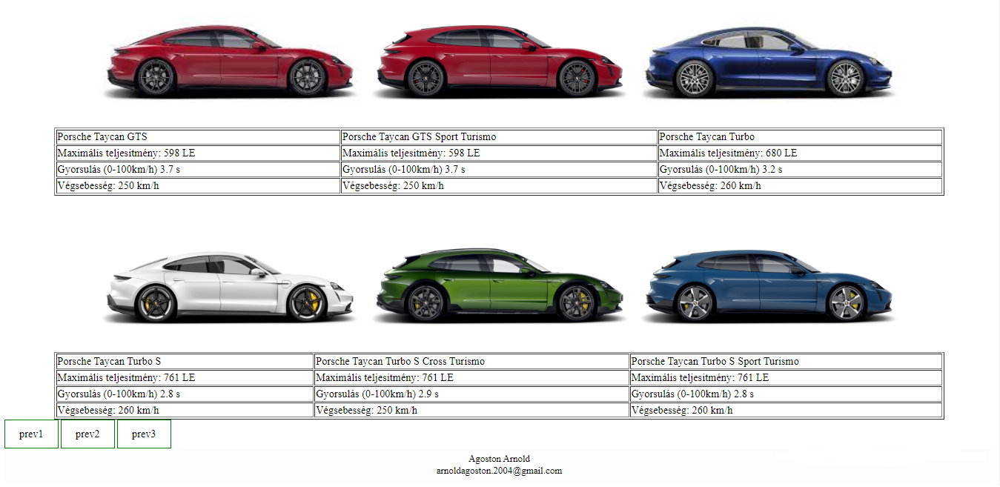 Porsche Taycan GTS Porsche Taycan GTS Sport Turismo Porsche Taycan Turbo
Maximális teljesitmény: 598 LE Maximális teljesitmény: 598 LE Maximális teljesitmény: 680 LE
Gyorsulás (0-100km/h) 3.7 s Gyorsulás (0-100km/h) 3.7 s Gyorsulás (0-100km/h) 3.2 s
Végsebesség: 250 km/h Végsebesség: 250 km/h Végsebesség: 260 km/h
Porsche Taycan Turbo S Porsche Taycan Turbo S Cross Turismo Porsche Taycan Turbo S Sport Turismo
Maximális teljesitmény: 761 LE Maximális teljesitmény: 761 LE Maximális teljesitmény: 761 LE
Gyorsulás (0-100km/h) 2.8 s Gyorsulás (0-100km/h) 2.9 s Gyorsulás (0-100km/h) 2.8 s
Végsebesség: 260 km/h Végsebesség: 250 km/h Végsebesség: 260 km/h
prev1 prev2 prev3
Agoston Arnold
arnoldagoston.2004@gmail.com